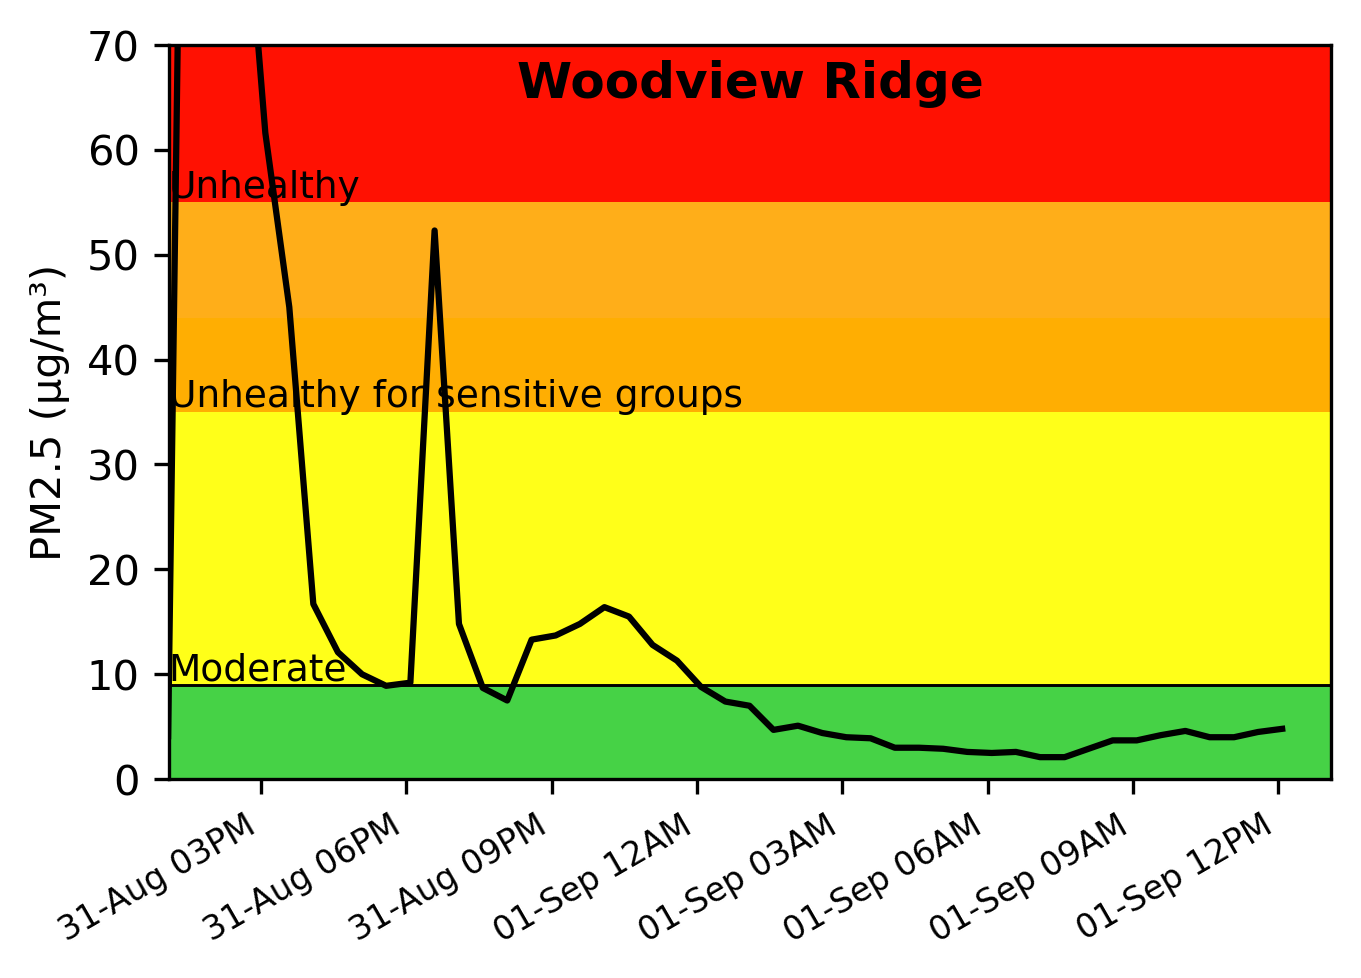 Woodview Ridge
PM2.5 (µg/m³)
70
60
50
40
30
20
10
0
Unhealthy
Unhealthy for sensitive groups
Moderate
31-Aug 03PM
31-Aug 06PM
31-Aug 09PM
01-Sep 12AM
01-Sep 03AM
01-Sep 06AM
01-Sep 09AM
01-Sep 12PM